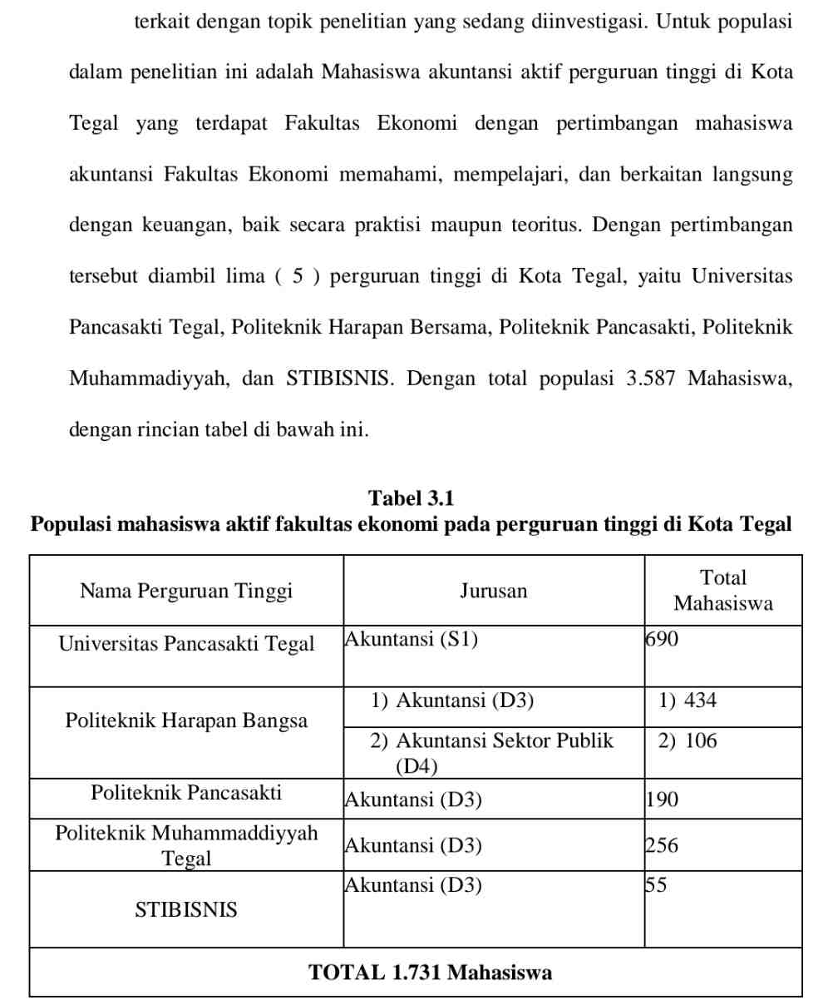 terkait dengan topik penelitian yang sedang diinvestigasi. Untuk populasi
dalam penelitian ini adalah Mahasiswa akuntansi aktif perguruan tinggi di Kota
Tegal yang terdapat Fakultas Ekonomi dengan pertimbangan mahasiswa
akuntansi Fakultas Ekonomi memahami, mempelajari, dan berkaitan langsung
dengan keuangan, baik secara praktisi maupun teoritus. Dengan pertimbangan
tersebut diambil lima ( 5 ) perguruan tinggi di Kota Tegal, yaitu Universitas
Pancasakti Tegal, Politeknik Harapan Bersama, Politeknik Pancasakti, Politeknik
Muhammadiyyah, dan STIBISNIS. Dengan total populasi 3.587 Mahasiswa,
dengan rincian tabel di bawah ini.
Tabel 3.1
Populasi mahasiswa aktif fakultas ekonomi pada perguruan tinggi di Kota Tegal
Nama Perguruan Tinggi Jurusan Total
Mahasiswa
Universitas Pancasakti Tegal Akuntansi (S1) 690
Politeknik Harapan Bangsa 1) Akuntansi (D3) 1) 434
2) Akuntansi Sektor Publik 2) 106
(D4)
Politeknik Pancasakti Akuntansi (D3) 190
Politeknik Muhammaddiyyah
Tegal Akuntansi (D3) 256
STIBISNIS Akuntansi (D3) 55
TOTAL 1.731 Mahasiswa